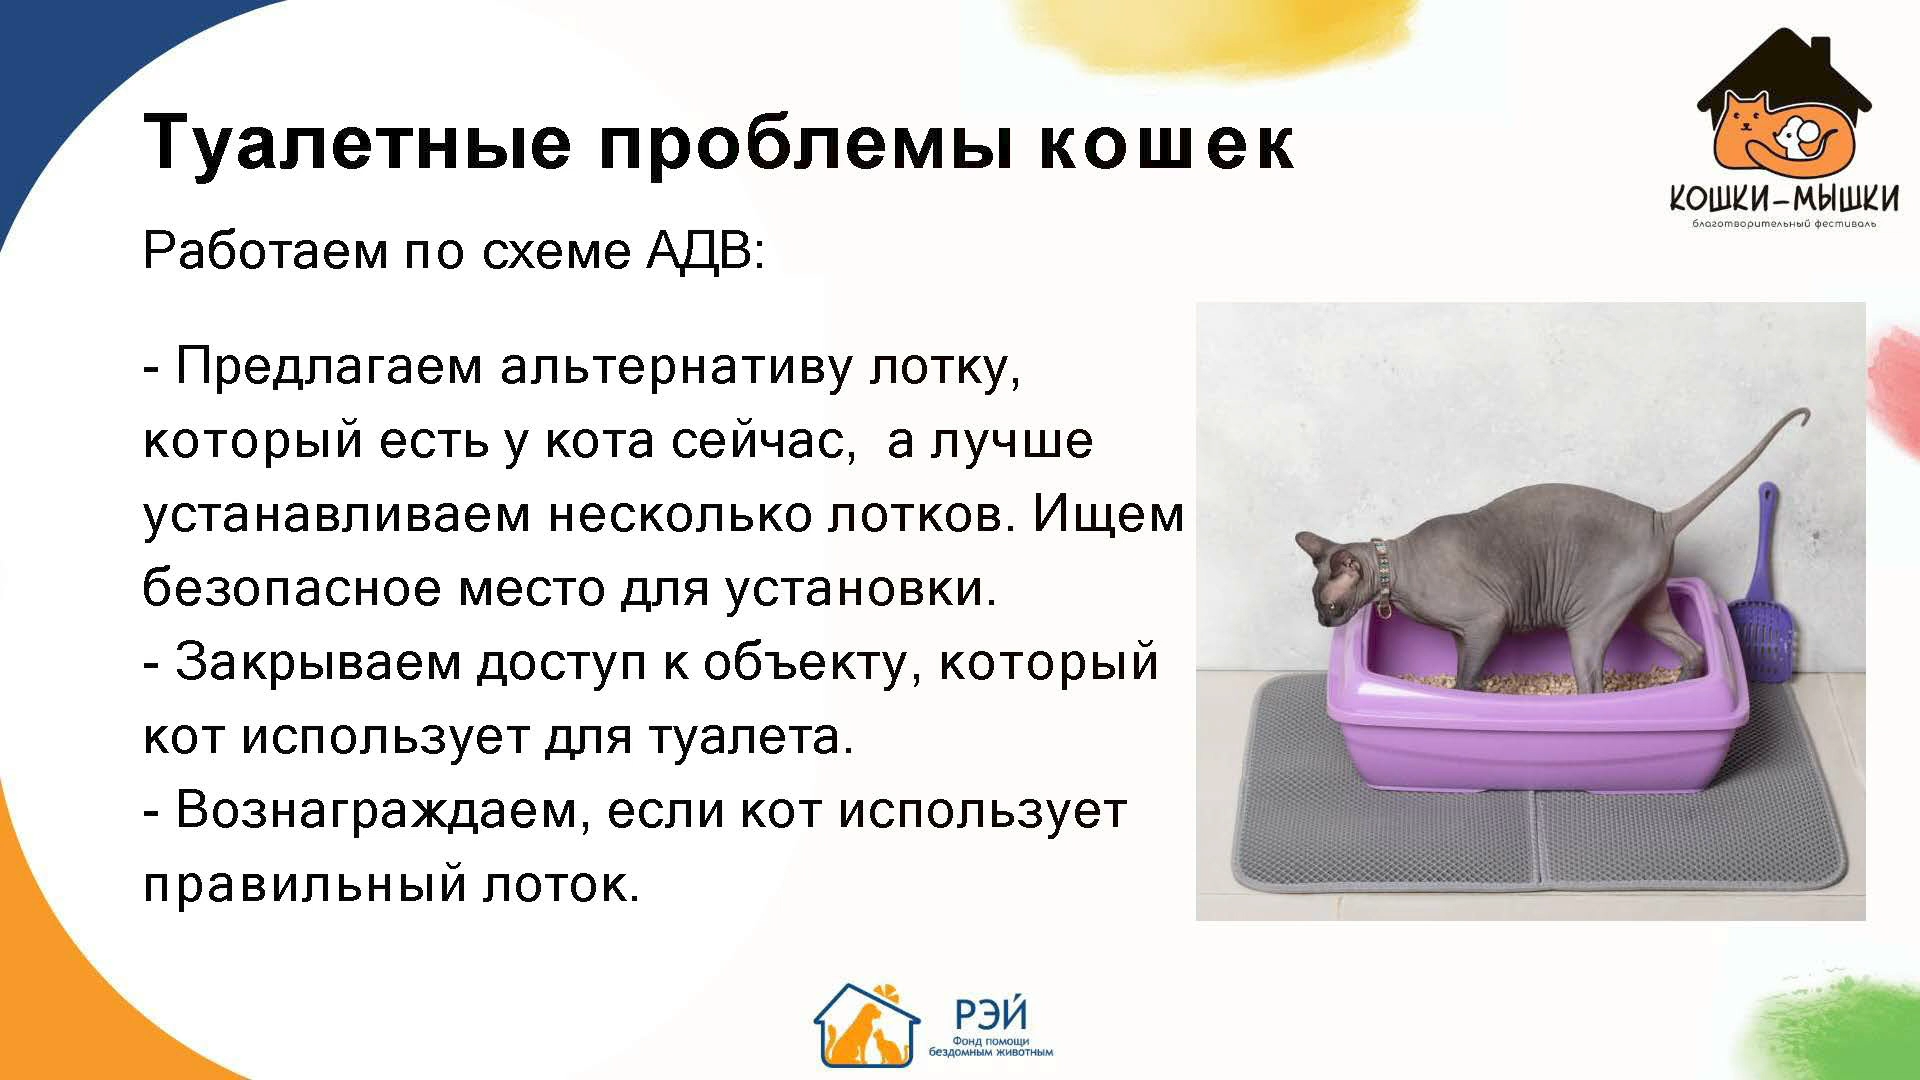 Туалетные проблемы кошек
Работаем по схеме АДВ:
- Предлагаем альтернативу лотку,
который есть у кота сейчас,  а лучше
устанавливаем несколько лотков. Ищем
безопасное место для установки.
- Закрываем доступ к объекту, который
кот использует для туалета.
- Вознаграждаем, если кот использует
правильный лоток.
КОШКИ-МЫШКИ
благотворительный фестиваль
РЭЙ
Фонд помощи
бездомным животным